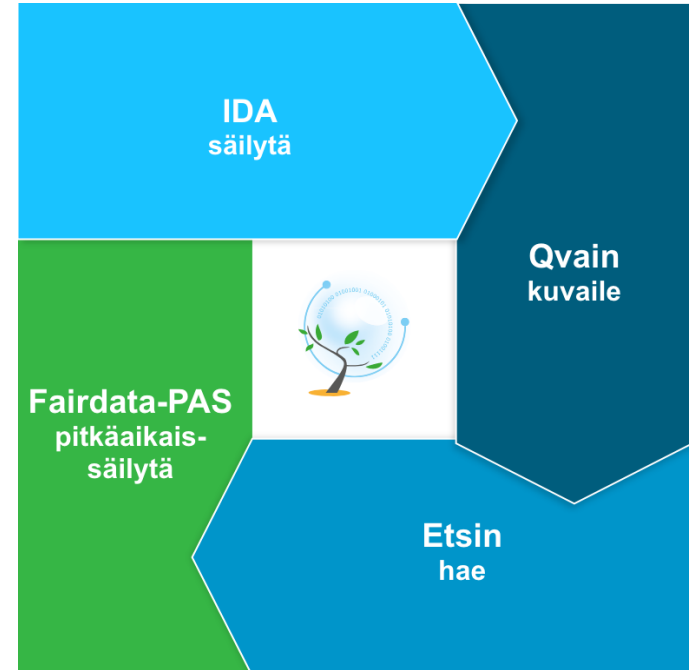 IDA
säilytä
Qvain
kuvaile
Fairdata-PAS
pitkäaikais-
säilytä
Etsin
hae